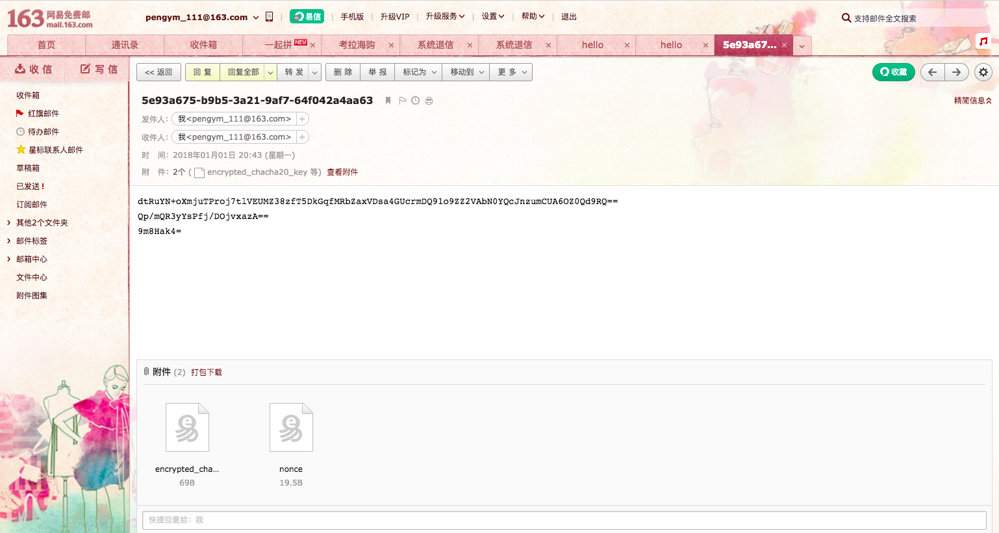 163 网易免费邮
mail.163.com
pengym_111@163.com
易信
手机版
升级VIP
升级服务
设置
帮助
退出
支持邮件全文搜索
首页
通讯录
收件箱
一起拼 NEW
考拉海购
系统退信
系统退信
hello
hello
5e93a67...
收 信
写 信
<< 返回
回 复
回复全部
转 发
删 除
举 报
标记为
移动到
更 多
收藏
收件箱
红旗邮件
待办邮件
星标联系人邮件
草稿箱
已发送 !
订阅邮件
其他2个文件夹
邮件标签
邮箱中心
文件中心
附件图集
5e93a675-b9b5-3a21-9af7-64f042a4aa63
精简信息
发件人: 我<pengym_111@163.com> +
收件人: 我<pengym_111@163.com> +
时 间: 2018年01月01日 20:43 (星期一)
附 件: 2个 ( encrypted_chacha20_key 等) 查看附件
dtRuYN+oXmjuTProj7tlVEUMZ38zfT5DkGqfMRbZaxVDsa4GUcrmDQ91o9ZZ2VAbN0YQcJnzumCUA6OZ0Qd9RQ==
Qp/mQR3yYsPfj/DOjvxazA==
9m8Hak4=
附件 (2) 打包下载
encrypted_cha...
69B
nonce
19.5B
快捷回复给: 我